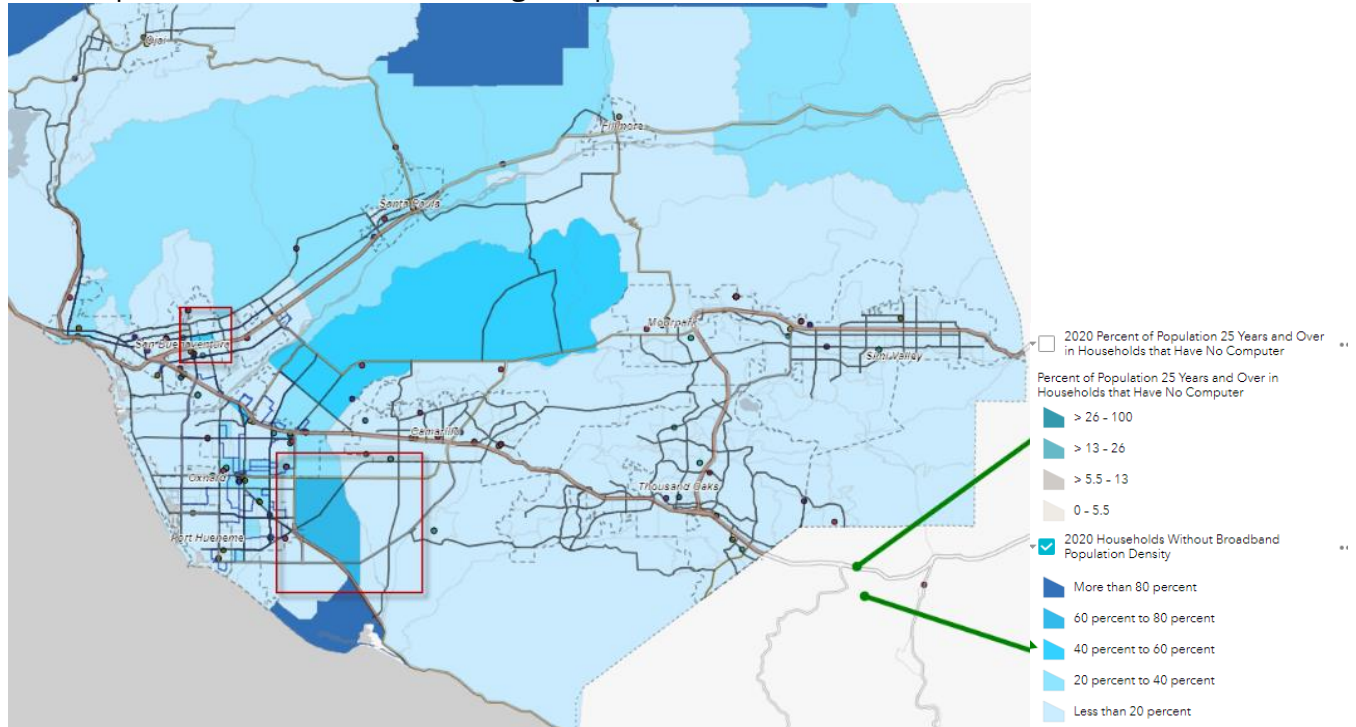 Ojai
Fillmore
Santa Paula
San Buenaventura
Moorpark
Simi Valley
Camarillo
Oxnard
Thousand Oaks
Port Hueneme
2020 Percent of Population 25 Years and Over
in Households that Have No Computer
Percent of Population 25 Years and Over in
Households that Have No Computer
> 26 - 100
> 13 - 26
> 5.5 - 13
0 - 5.5
2020 Households Without Broadband
Population Density
More than 80 percent
60 percent to 80 percent
40 percent to 60 percent
20 percent to 40 percent
Less than 20 percent